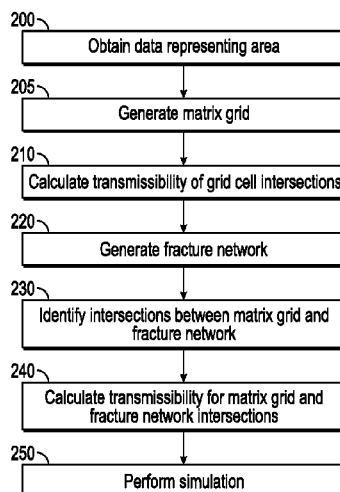 200
Obtain data representing area
205
Generate matrix grid
210
Calculate transmissibility of grid cell intersections
220
Generate fracture network
230
Identify intersections between matrix grid and
fracture network
240
Calculate transmissibility for matrix grid and
fracture network intersections
250
Perform simulation